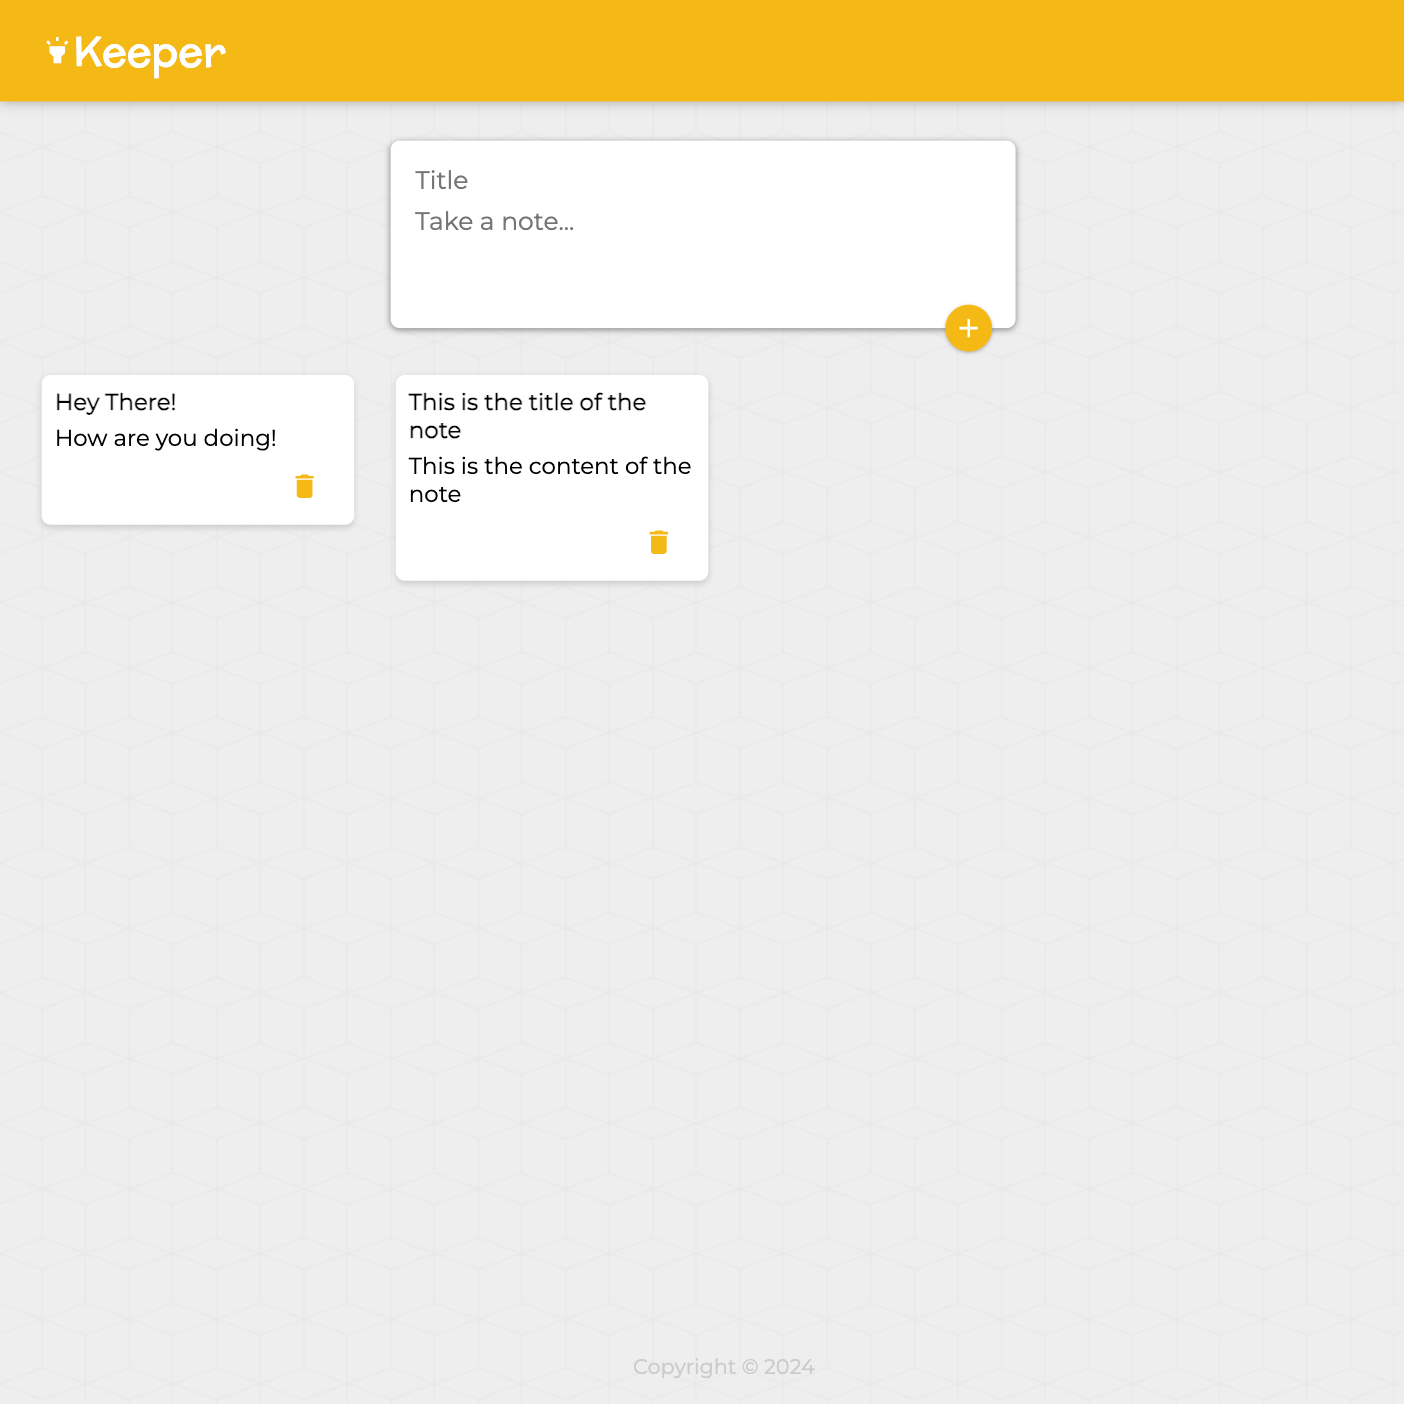 Keeper
Title
Take a note...
Hey There!
How are you doing!
This is the title of the
note
This is the content of the
note
Copyright © 2024